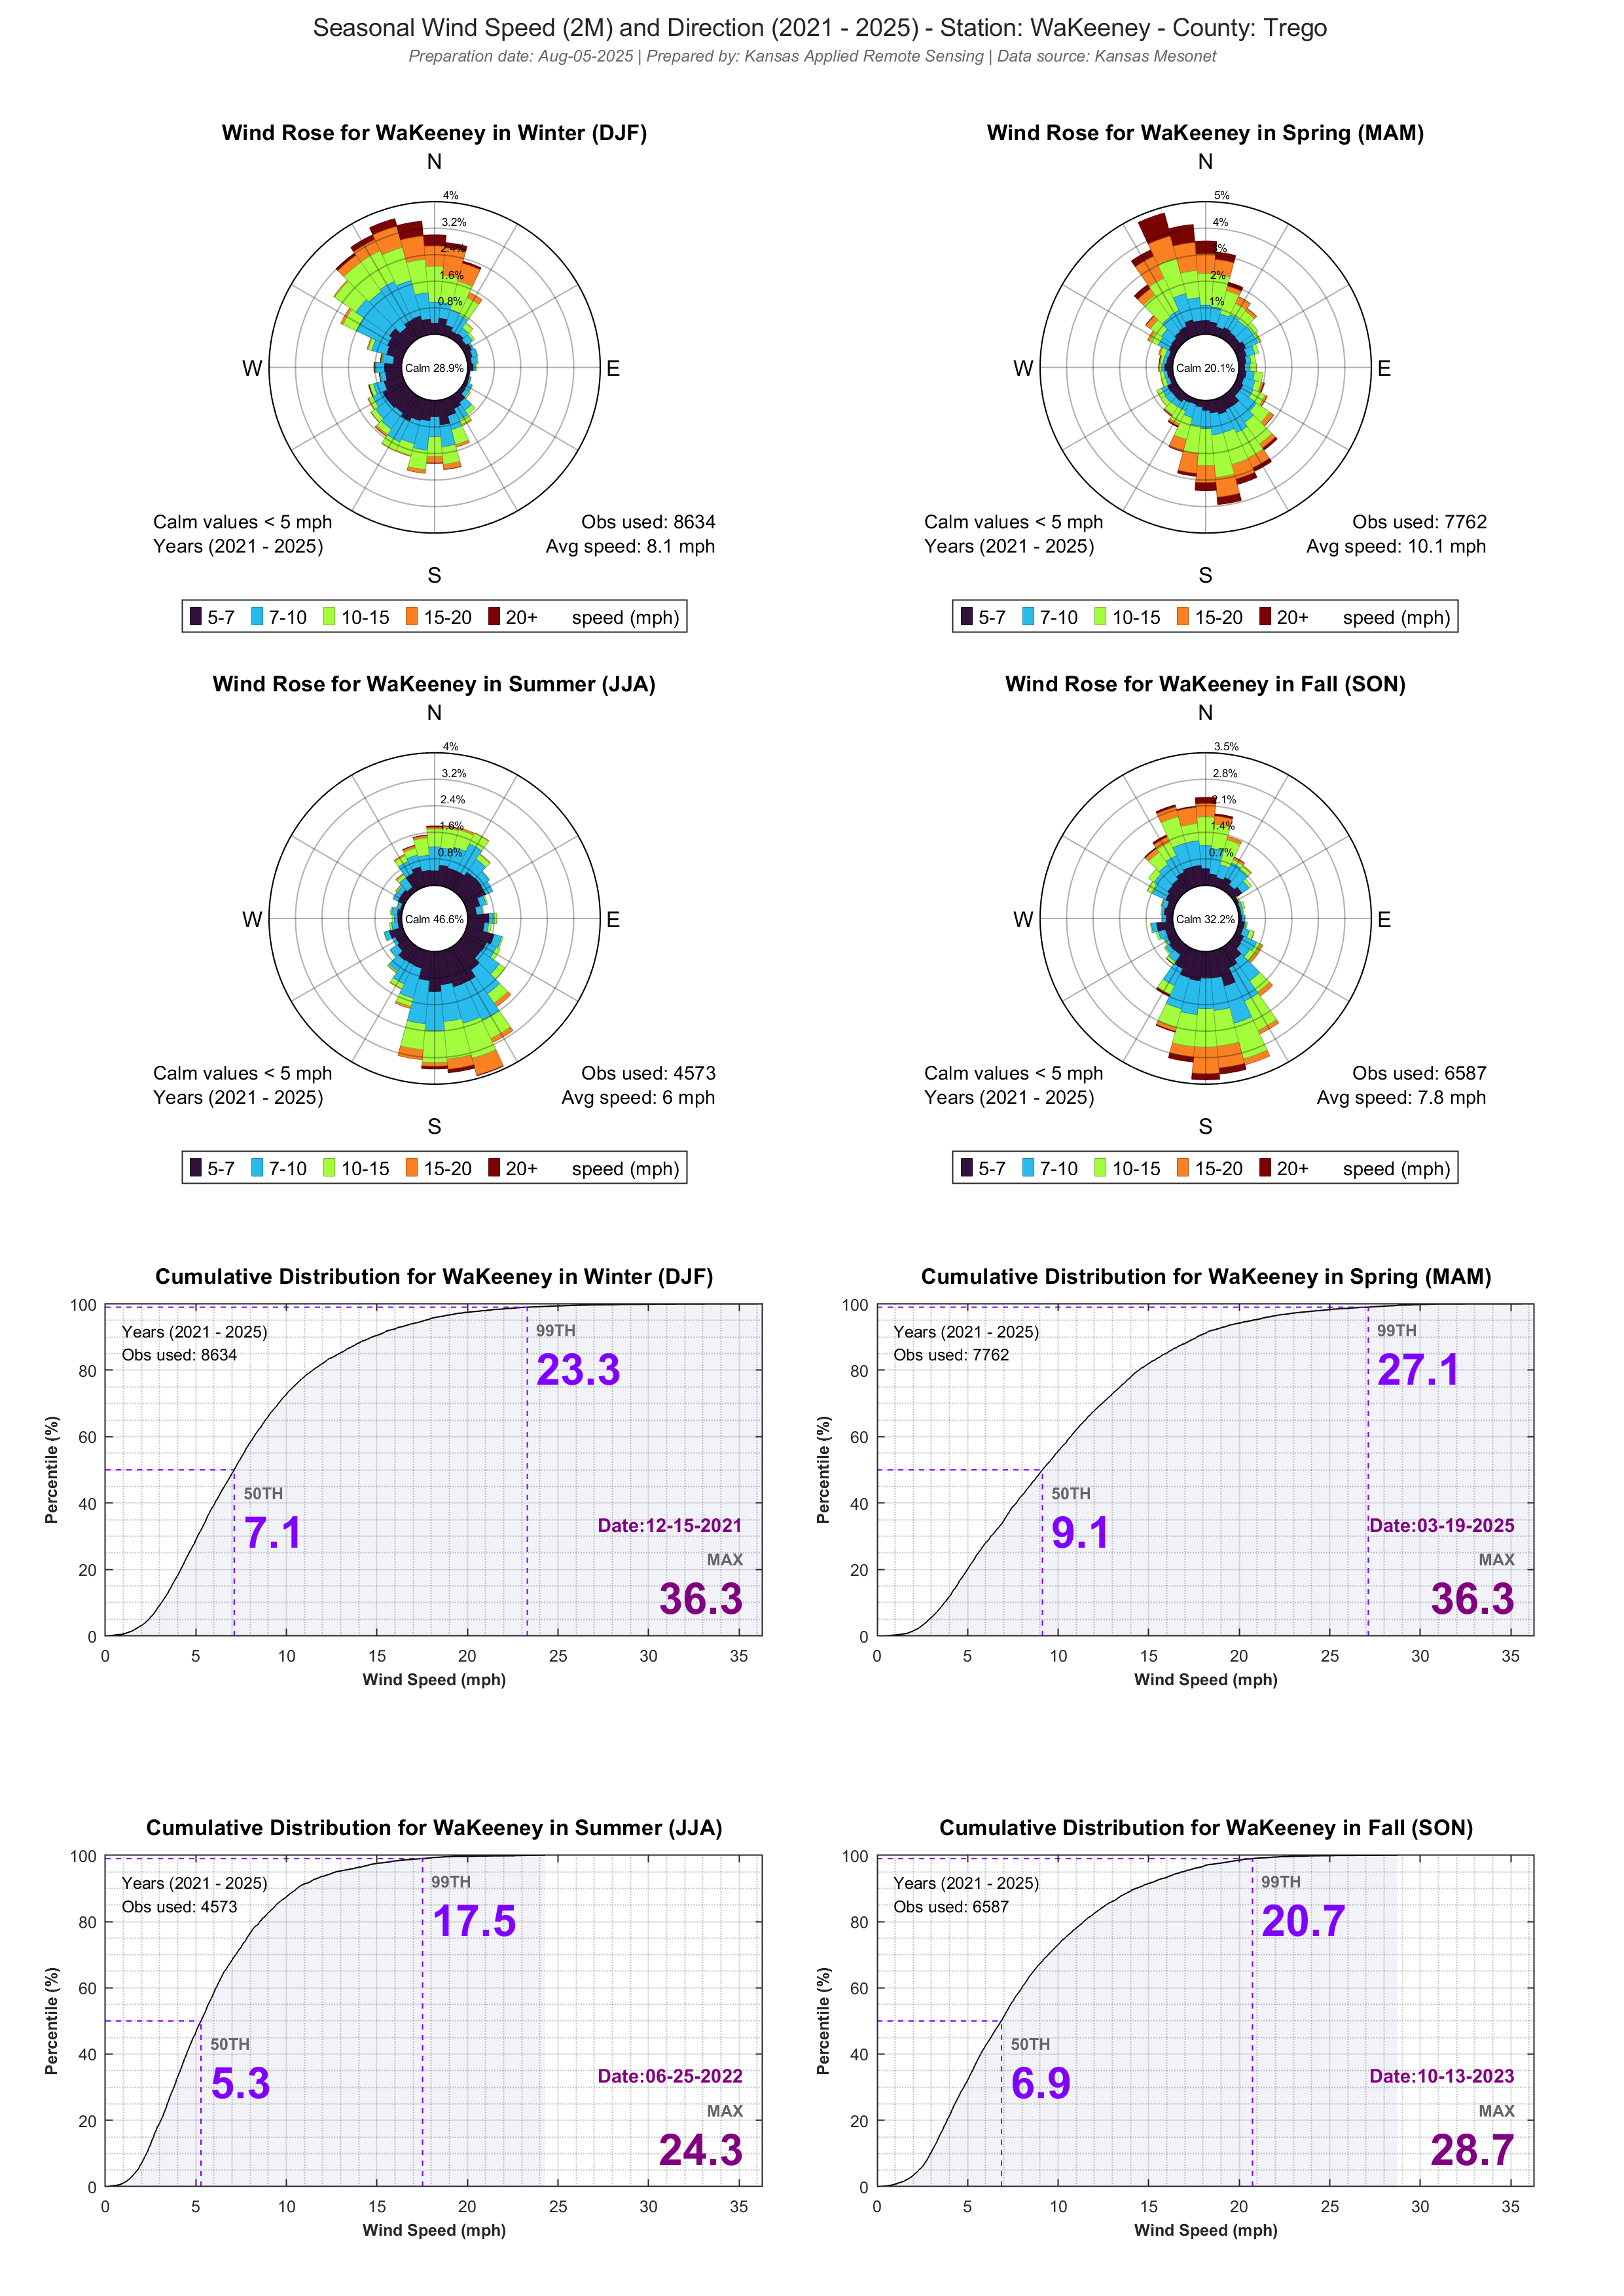 Seasonal Wind Speed (2M) and Direction (2021 - 2025) - Station: WaKeeney - County: Trego
Preparation date: Aug-05-2025 | Prepared by: Kansas Applied Remote Sensing | Data source: Kansas Mesonet
Wind Rose for WaKeeney in Winter (DJF)
N
4%
3.2%
2.4%
1.6%
0.8%
W
Calm 28.9%
E
Calm values < 5 mph
Years (2021 - 2025)
Obs used: 8634
Avg speed: 8.1 mph
S
5-7 7-10 10-15 15-20 20+ speed (mph)
Wind Rose for WaKeeney in Spring (MAM)
N
5%
4%
3%
2%
1%
W
Calm 20.1%
E
Calm values < 5 mph
Years (2021 - 2025)
Obs used: 7762
Avg speed: 10.1 mph
S
5-7 7-10 10-15 15-20 20+ speed (mph)
Wind Rose for WaKeeney in Summer (JJA)
N
4%
3.2%
2.4%
1.6%
0.8%
W
Calm 46.6%
E
Calm values < 5 mph
Years (2021 - 2025)
Obs used: 4573
Avg speed: 6 mph
S
5-7 7-10 10-15 15-20 20+ speed (mph)
Wind Rose for WaKeeney in Fall (SON)
N
3.5%
2.8%
2.1%
1.4%
0.7%
W
Calm 32.2%
E
Calm values < 5 mph
Years (2021 - 2025)
Obs used: 6587
Avg speed: 7.8 mph
S
5-7 7-10 10-15 15-20 20+ speed (mph)
Cumulative Distribution for WaKeeney in Winter (DJF)
Percentile (%)
100
80
60
40
20
0
Years (2021 - 2025)
Obs used: 8634
99TH
23.3
50TH
7.1
Date:12-15-2021
MAX
36.3
0 5 10 15 20 25 30 35
Wind Speed (mph)
Cumulative Distribution for WaKeeney in Spring (MAM)
Percentile (%)
100
80
60
40
20
0
Years (2021 - 2025)
Obs used: 7762
99TH
27.1
50TH
9.1
Date:03-19-2025
MAX
36.3
0 5 10 15 20 25 30 35
Wind Speed (mph)
Cumulative Distribution for WaKeeney in Summer (JJA)
Percentile (%)
100
80
60
40
20
0
Years (2021 - 2025)
Obs used: 4573
99TH
17.5
50TH
5.3
Date:06-25-2022
MAX
24.3
0 5 10 15 20 25 30 35
Wind Speed (mph)
Cumulative Distribution for WaKeeney in Fall (SON)
Percentile (%)
100
80
60
40
20
0
Years (2021 - 2025)
Obs used: 6587
99TH
20.7
50TH
6.9
Date:10-13-2023
MAX
28.7
0 5 10 15 20 25 30 35
Wind Speed (mph)